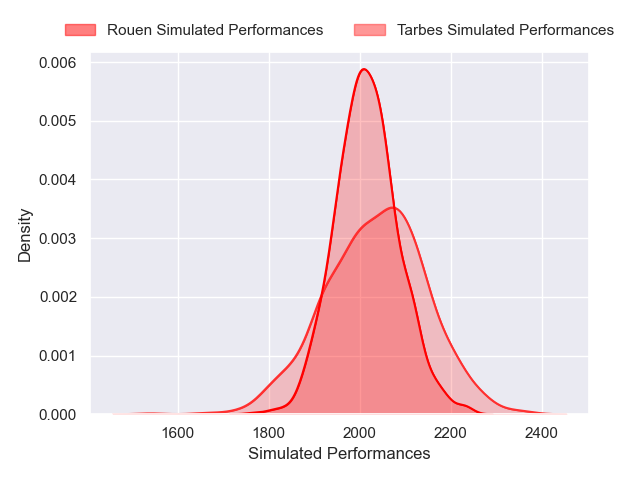 Rouen Simulated Performances Tarbes Simulated Performances
0.006
0.005
0.004
0.003
0.002
0.001
0.000
Density
1600 1800 2000 2200 2400
Simulated Performances